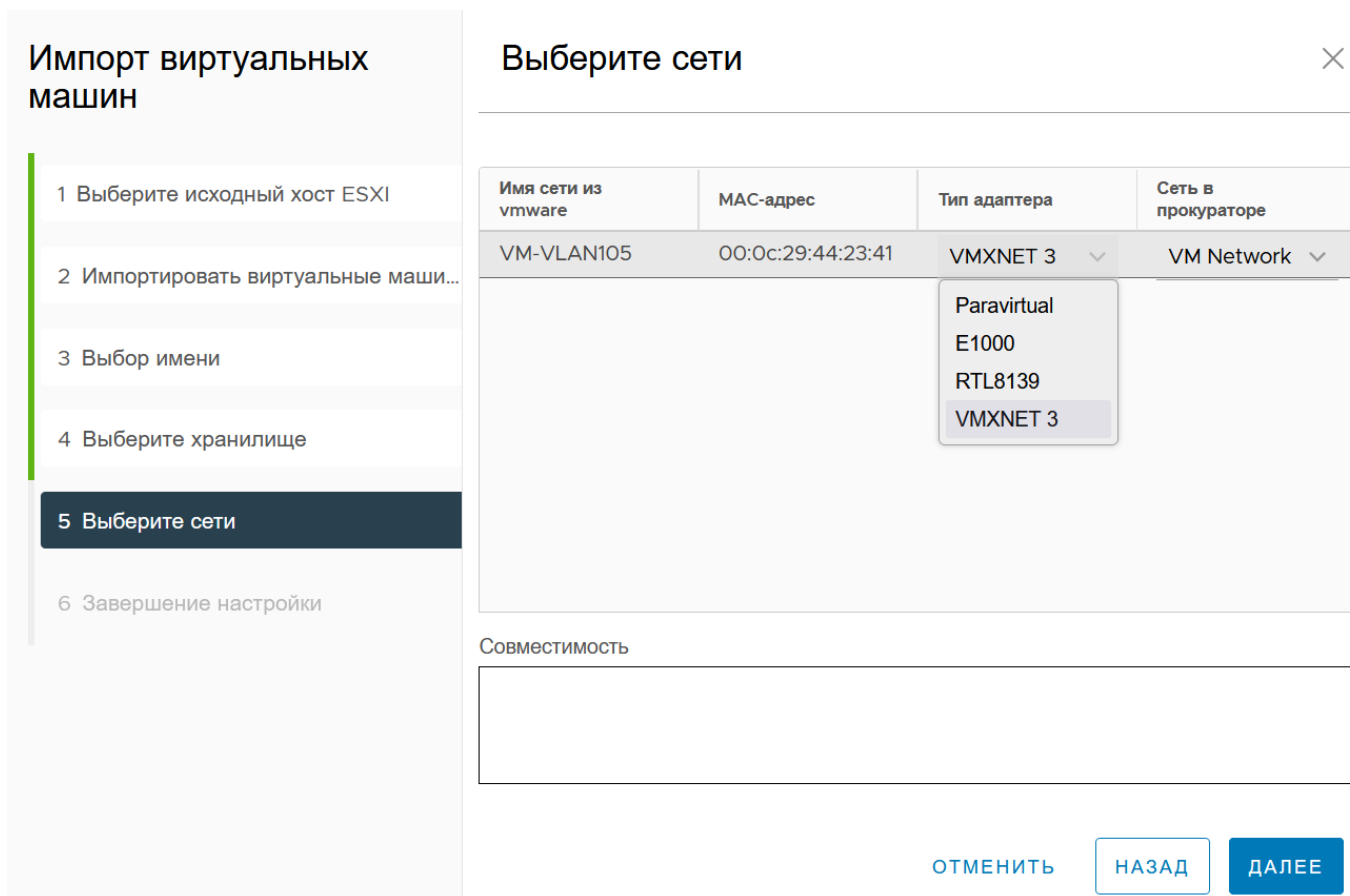 Импорт виртуальных
машин
1 Выберите исходный хост ESXI
2 Импортировать виртуальные маши...
3 Выбор имени
4 Выберите хранилище
5 Выберите сети
6 Завершение настройки
Выберите сети
Имя сети из
vmware
МАС-адрес
Тип адаптера
Сеть в
прокураторе
VM-VLAN105
00:0c:29:44:23:41
VMXNET 3
VM Network
Paravirtual
E1000
RTL8139
VMXNET 3
Совместимость
ОТМЕНИТЬ
НАЗАД
ДАЛЕЕ